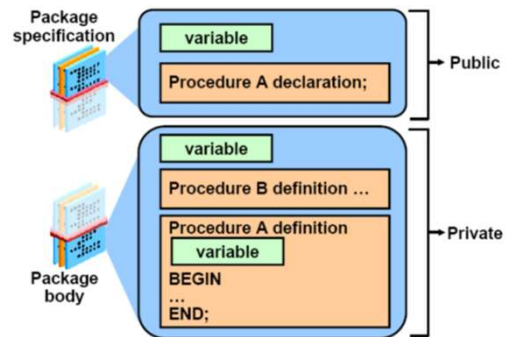 Package
specification
variable
Procedure A declaration;
Public
variable
Procedure B definition ...
Procedure A definition
variable
BEGIN
...
END;
Private
Package
body